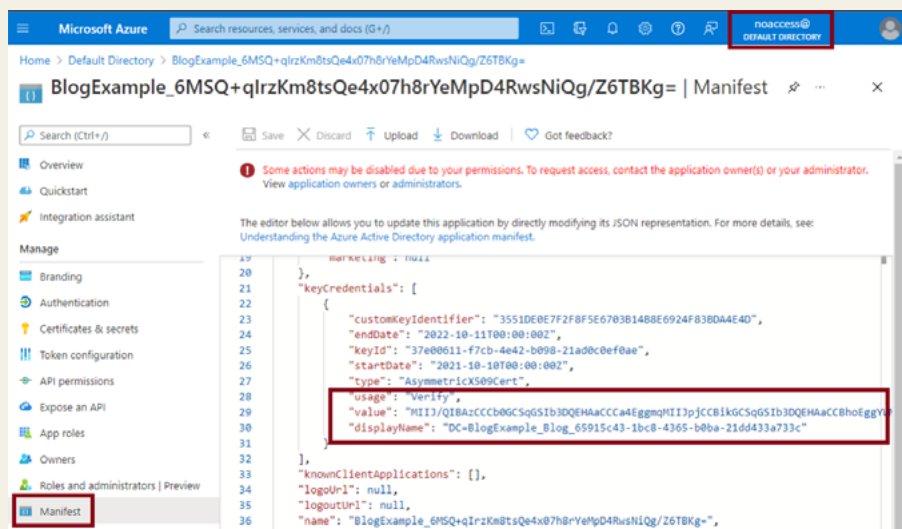 Microsoft Azure
Search resources, services, and docs (G+/)
noaccess@
DEFAULT DIRECTORY
Home > Default Directory > BlogExample_6MSQ+qIrzKm8tsQe4x07h8rYeMpD4RwsNiQg/Z6TBKg=
BlogExample_6MSQ+qIrzKm8tsQe4x07h8rYeMpD4RwsNiQg/Z6TBKg= | Manifest
Search (Ctrl+/)
Save Discard Upload Download Got feedback?
Overview
Quickstart
Integration assistant
Manage
Branding
Authentication
Certificates & secrets
Token configuration
API permissions
Expose an API
App roles
Owners
Roles and administrators | Preview
Manifest
Some actions may be disabled due to your permissions. To request access, contact the application owner(s) or your administrator.
View application owners or administrators.
The editor below allows you to update this application by directly modifying its JSON representation. For more details, see:
Understanding the Azure Active Directory application manifest.
19 "marketing": null
20 },
21 "keyCredentials": [
22 {
23 "customKeyIdentifier": "3551DE0E7F2F8F5E6703B14B8E6924F83BDA4E4D",
24 "endDate": "2022-10-11T00:00:00Z",
25 "keyId": "37e00611-f7cb-4e42-b098-21ad0c0ef0ae",
26 "startDate": "2021-10-10T00:00:00Z",
27 "type": "AsymmetricX509Cert",
28 "usage": "Verify",
29 "value": "MIIJ/QIBAzCCCb0GCSqGSIb3DQEHAaCCCa4EggmqMIIJpjCCBikGCSqGSIb3DQEHAaCCBhoEggYW
30 "displayName": "DC=BlogExample_Blog_65915c43-1bc8-4365-b0ba-21dd433a733c"
31 }
32 ],
33 "knownClientApplications": [],
34 "logoUrl": null,
35 "logoutUrl": null,
36 "name": "BlogExample_6MSQ+qIrzKm8tsQe4x07h8rYeMpD4RwsNiQg/Z6TBKg=",